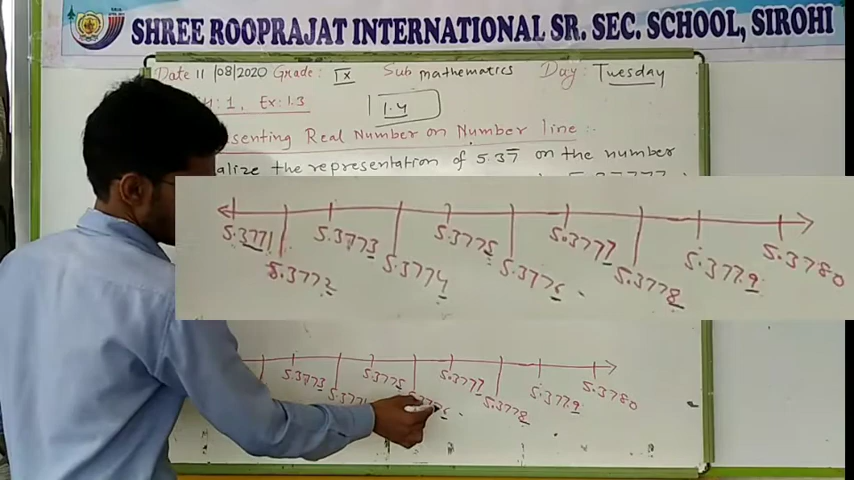 SHREE ROOPRAJAT INTERNATIONAL SR. SEC. SCHOOL, SIROHI
Date 11/08/2020 Grade: IX Sub mathematics Day: Tuesday
: 1, Ex: 1.3 1.4
senting Real Number on Number line :-
alize the representation of 5.37̅ on the number
5.3771 5.3773 5.3775 5.3777 5.3779 5.3780
5.3772 5.3774 5.3776 5.3778
5.3773 5.3775 5.3777 5.3779 5.3780
5.3778